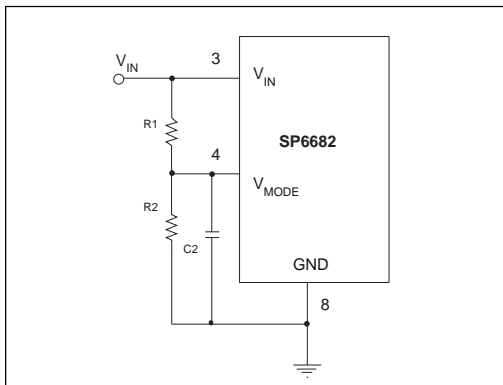 V_IN 3 V_IN
R1
SP6682
4 V_MODE
R2
C2
GND
8